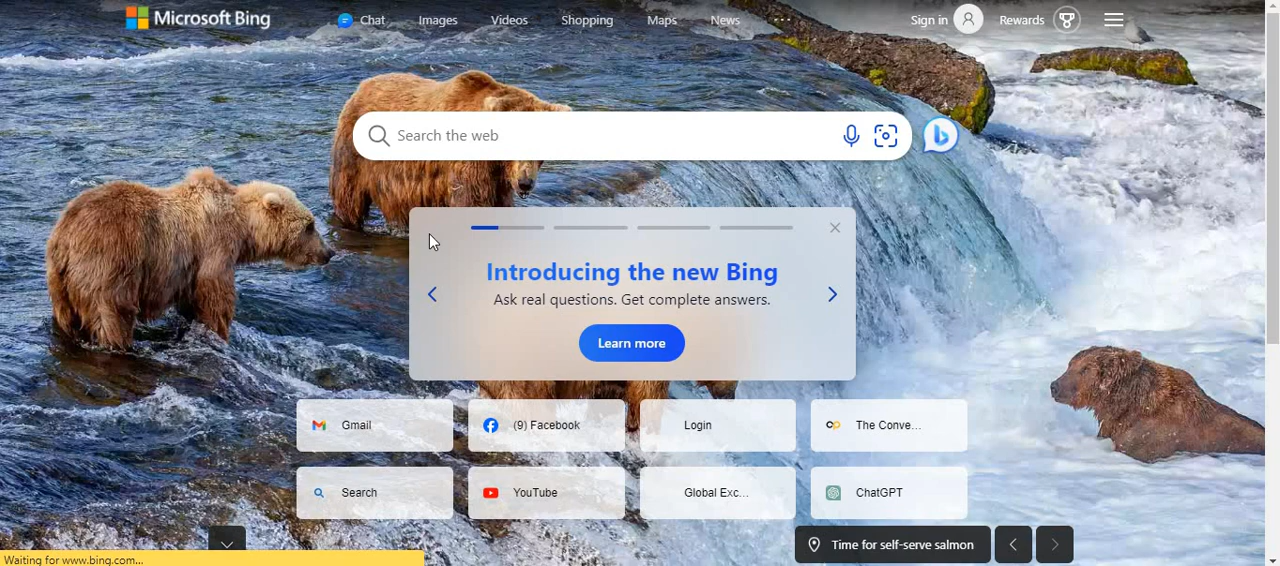 Microsoft Bing
Chat
Images
Videos
Shopping
Maps
News
Sign in
Rewards
Search the web
Introducing the new Bing
Ask real questions. Get complete answers.
Learn more
Gmail
(9) Facebook
Login
The Conve...
Search
YouTube
Global Exc...
ChatGPT
Time for self-serve salmon
Waiting for www.bing.com...